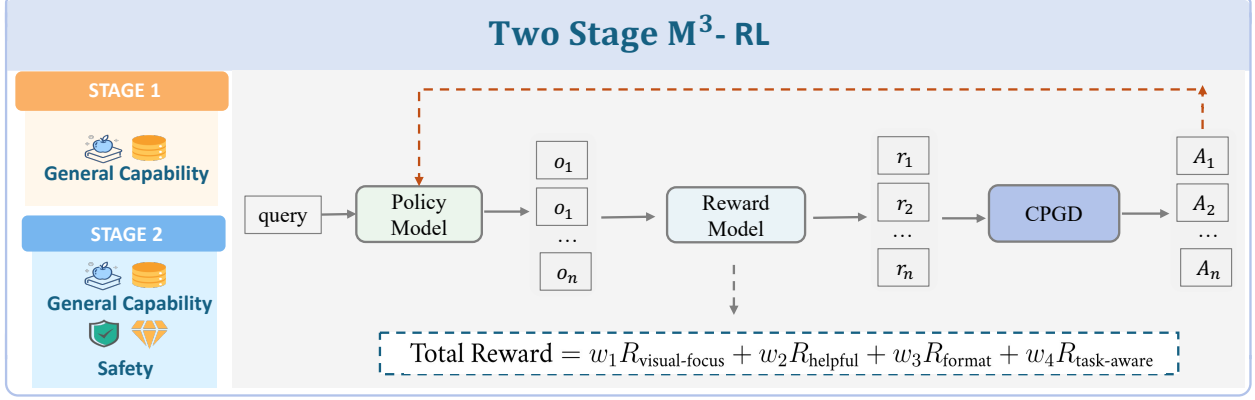 Two Stage M³- RL
STAGE 1
General Capability
STAGE 2
General Capability
Safety
query
Policy
Model
o₁
o₁
...
oₙ
Reward
Model
r₁
r₂
...
rₙ
CPGD
A₁
A₂
...
Aₙ
Total Reward = w₁R_visual-focus + w₂R_helpful + w₃R_format + w₄R_task-aware